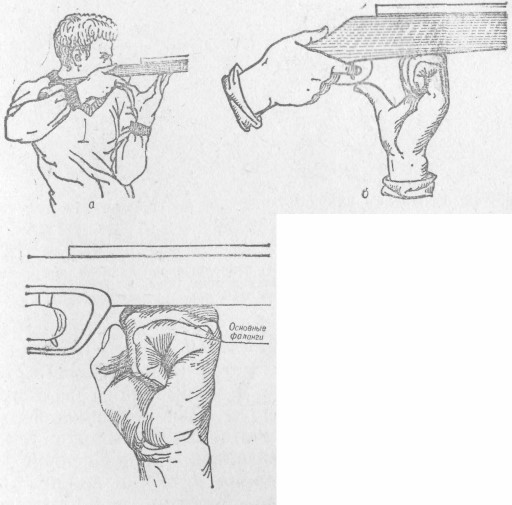 а
б
Основные
фаланги